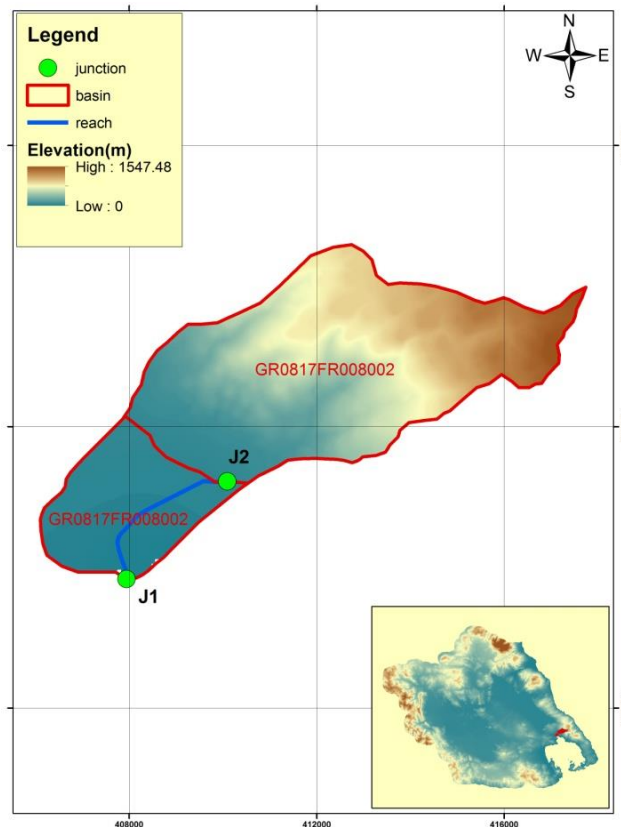 Legend
junction
basin
reach
Elevation(m)
High : 1547.48
Low : 0
N
W E
S
GR0817FR008002
J2
GR0817FR008002
J1
408000 412000 416000